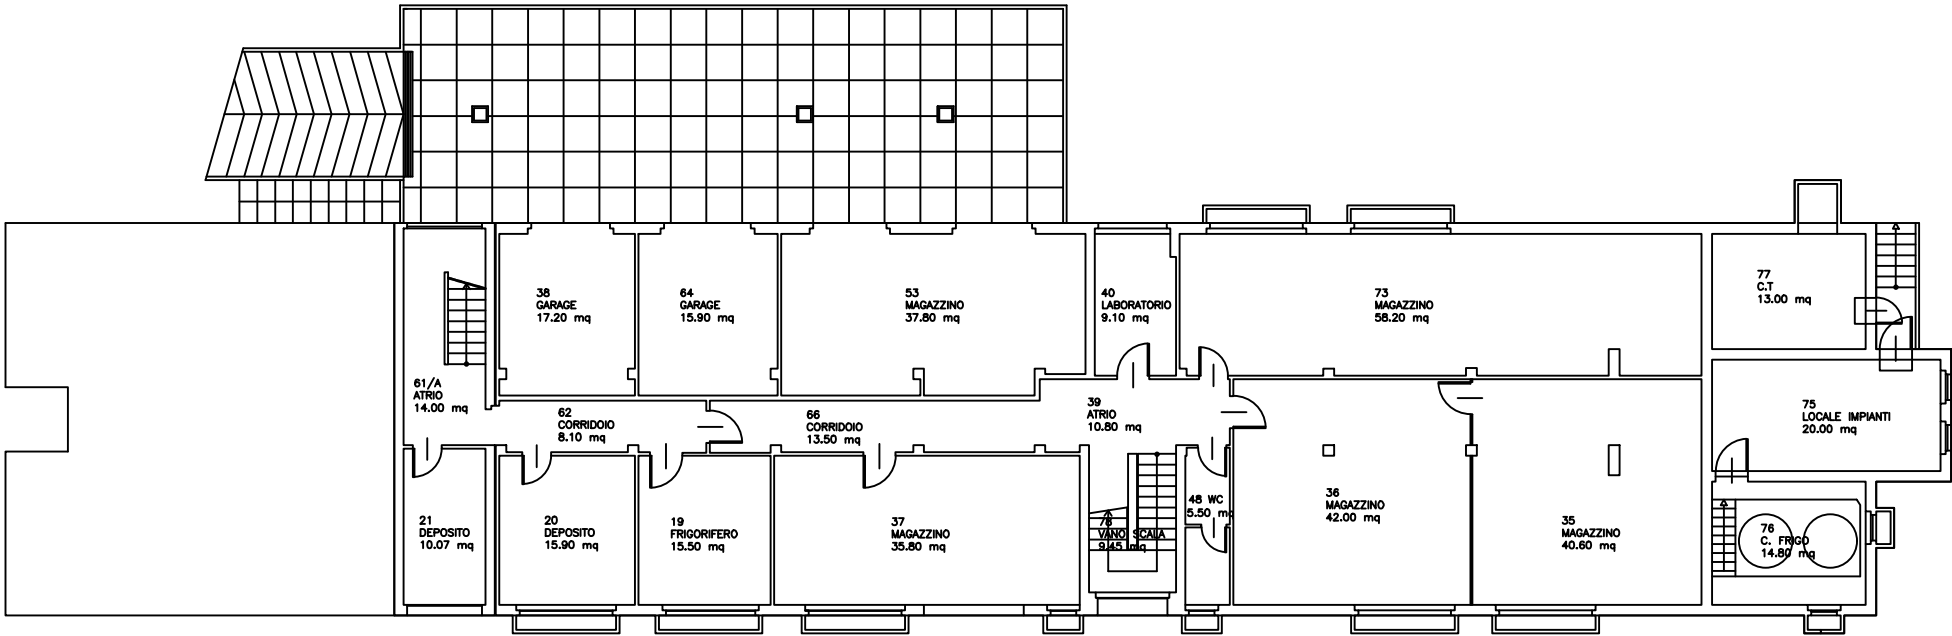 38
GARAGE
17.20 mq
64
GARAGE
15.90 mq
53
MAGAZZINO
37.80 mq
40
LABORATORIO
9.10 mq
73
MAGAZZINO
58.20 mq
77
C.T
13.00 mq
61/A
ATRIO
14.00 mq
62
CORRIDOIO
8.10 mq
66
CORRIDOIO
13.50 mq
39
ATRIO
10.80 mq
75
LOCALE IMPIANTI
20.00 mq
21
DEPOSITO
10.07 mq
20
DEPOSITO
15.90 mq
19
FRIGORIFERO
15.50 mq
37
MAGAZZINO
35.80 mq
78
VANO SCALA
9.45 mq
48 WC
5.50 mq
36
MAGAZZINO
42.00 mq
35
MAGAZZINO
40.60 mq
76
C. FRIGO
14.80 mq